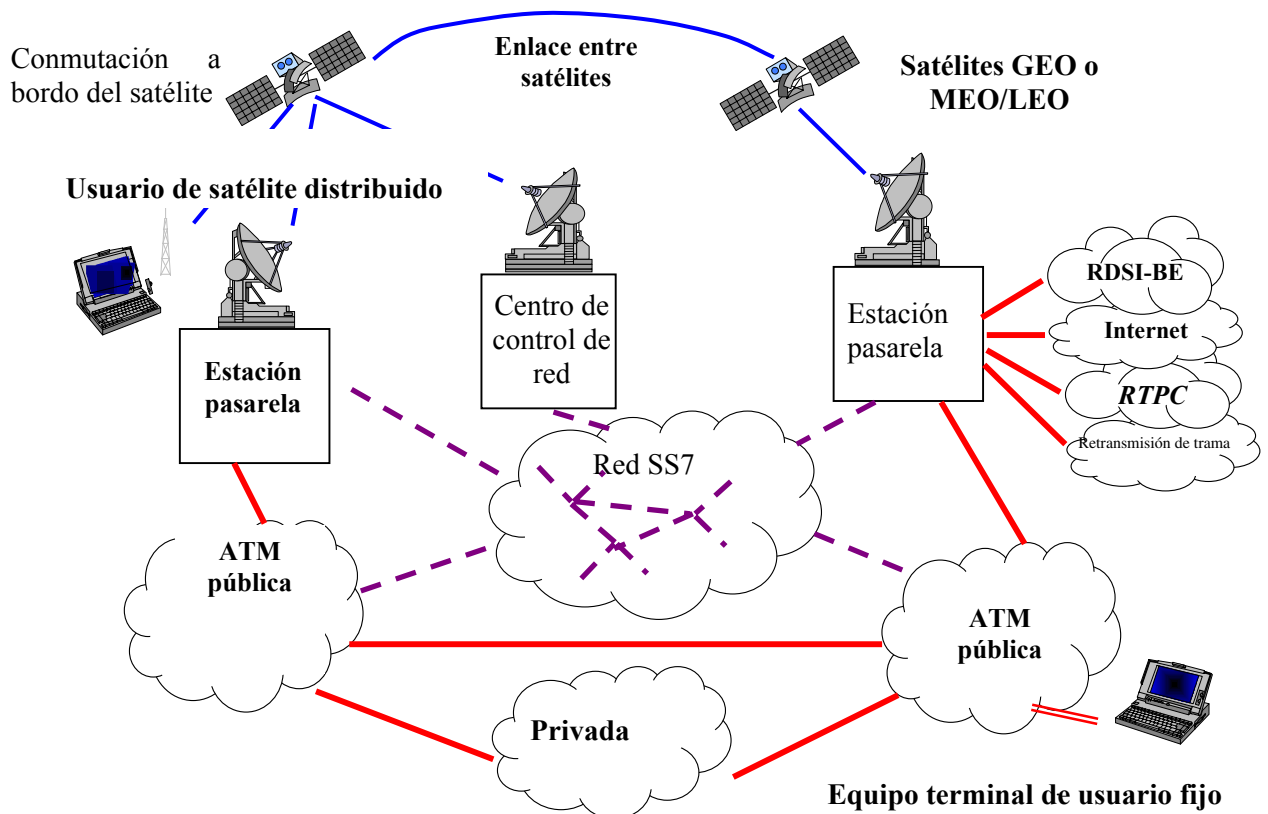 Conmutación a
bordo del satélite
Enlace entre
satélites
Satélites GEO o
MEO/LEO
Usuario de satélite distribuido
Estación
pasarela
Centro de
control de
red
Estación
pasarela
RDSI-BE
Internet
RTPC
Retransmisión de trama
Red SS7
ATM
pública
ATM
pública
Privada
Equipo terminal de usuario fijo